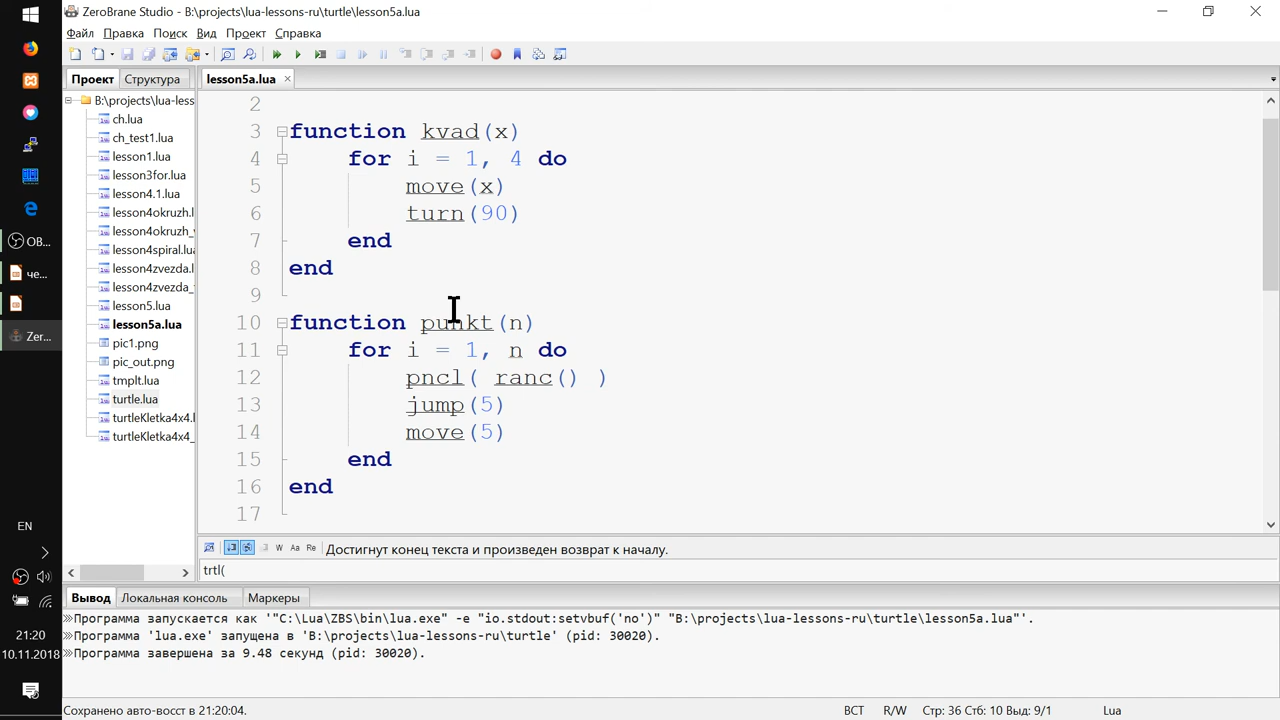 ZeroBrane Studio - B:\projects\lua-lessons-ru\turtle\lesson5a.lua
Файл Правка Поиск Вид Проект Справка
Проект Структура
lesson5a.lua
B:\projects\lua-less
ch.lua
ch_test1.lua
lesson1.lua
lesson3for.lua
lesson4.1.lua
lesson4okruzh.l
lesson4okruzh_
lesson4spiral.lua
lesson4zvezda.l
lesson4zvezda_
lesson5.lua
lesson5a.lua
pic1.png
pic_out.png
tmplt.lua
turtle.lua
turtleKletka4x4.l
turtleKletka4x4_
2
3 function kvad(x)
4 for i = 1, 4 do
5 move(x)
6 turn(90)
7 end
8 end
9
10 function punkt(n)
11 for i = 1, n do
12 pncl( ranc() )
13 jump(5)
14 move(5)
15 end
16 end
17
W Aa Re Достигнут конец текста и произведен возврат к началу.
trtl(
Вывод Локальная консоль Маркеры
Программа запускается как '"C:\Lua\ZBS\bin\lua.exe" -e "io.stdout:setvbuf('no')" "B:\projects\lua-lessons-ru\turtle\lesson5a.lua"'.
Программа 'lua.exe' запущена в 'B:\projects\lua-lessons-ru\turtle' (pid: 30020).
Программа завершена за 9.48 секунд (pid: 30020).
Сохранено авто-восст в 21:20:04.
ВСТ R/W Стр: 36 Стб: 10 Выд: 9/1 Lua
OB...
че...
Zer...
EN
21:20
10.11.2018